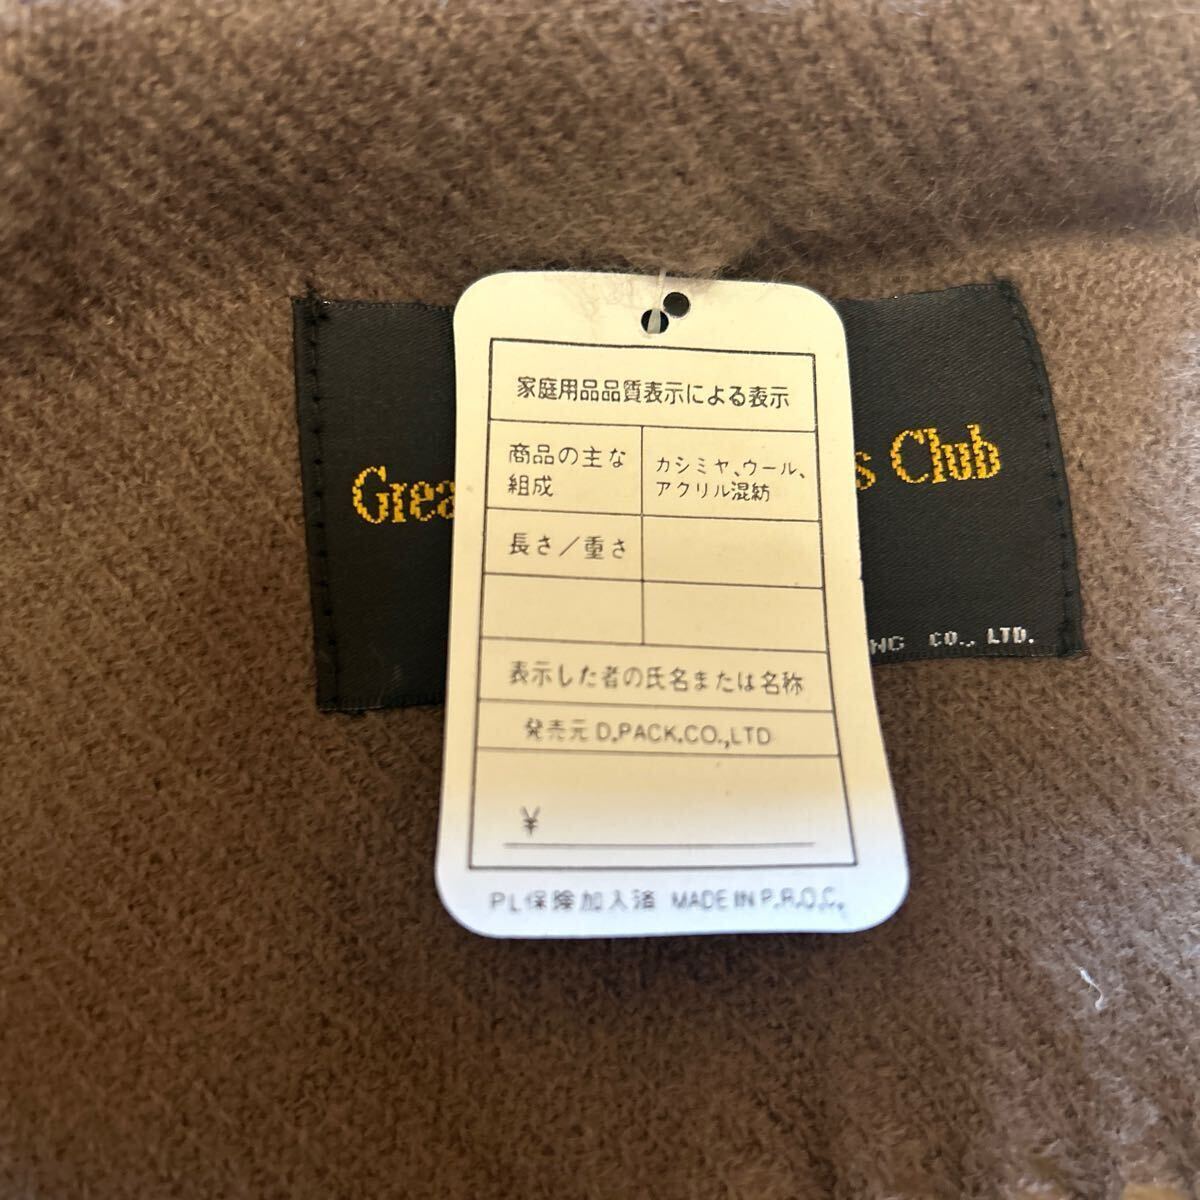 家庭用品品質表示による表示
商品の主な
組成
カシミヤ、ウール、
アクリル混紡
長さ／重さ
表示した者の氏名または名称
発売元 D.PACK.CO.,LTD
¥
PL保険加入済 MADE IN P.R.O.C.
Club
CO., LTD.